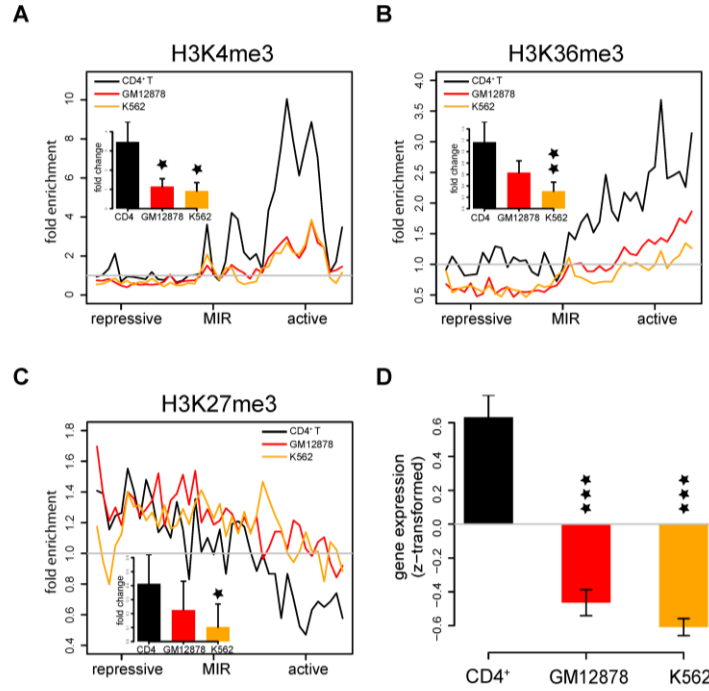 A
H3K4me3
CD4⁺ T
GM12878
K562
fold enrichment
10
8
6
4
2
0
fold change
CD4 GM12878 K562
repressive MIR active
B
H3K36me3
CD4⁺ T
GM12878
K562
fold enrichment
4.0
3.5
3.0
2.5
2.0
1.5
1.0
0.5
fold change
CD4 GM12878 K562
repressive MIR active
C
H3K27me3
CD4⁺ T
GM12878
K562
fold enrichment
1.8
1.6
1.4
1.2
1.0
0.8
0.6
0.4
fold change
CD4 GM12878 K562
repressive MIR active
D
gene expression
(z-transformed)
0.6
0.4
0.2
0.0
−0.2
−0.4
−0.6
CD4⁺ GM12878 K562